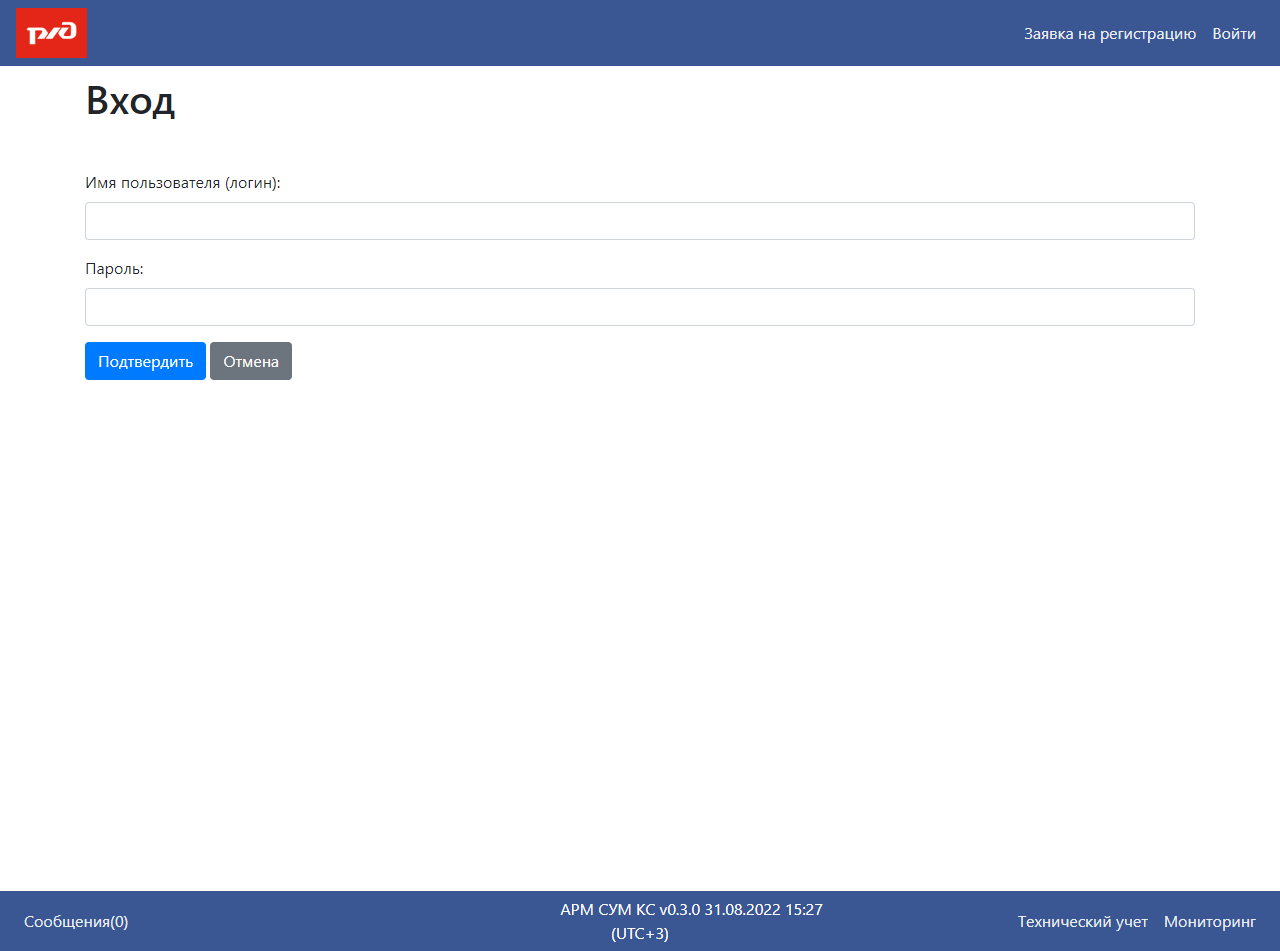 ржд
Заявка на регистрацию Войти
Вход
Имя пользователя (логин):
Пароль:
Подтвердить Отмена
Сообщения(0)
АРМ СУМ КС v0.3.0 31.08.2022 15:27
(UTC+3)
Технический учет Мониторинг